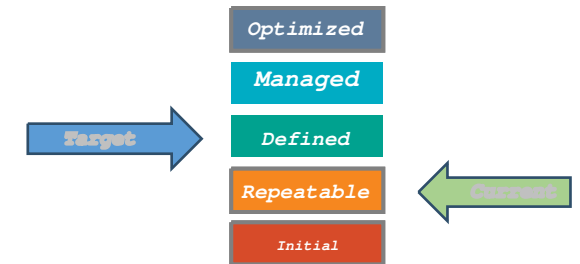 Optimized
Managed
Target
Defined
Repeatable
Current
Initial